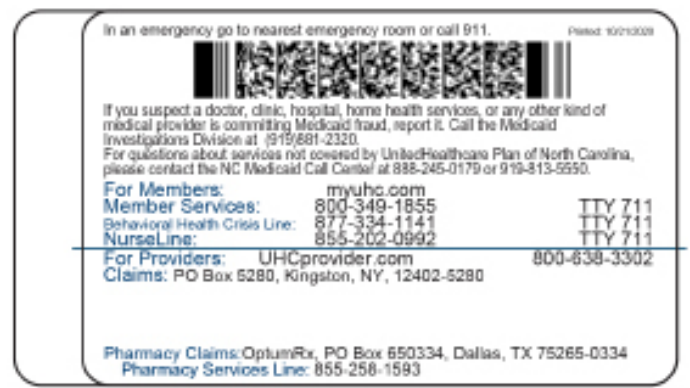 In an emergency go to nearest emergency room or call 911. Printed: 10/21/2020
If you suspect a doctor, clinic, hospital, home health services, or any other kind of
medical provider is committing Medicaid fraud, report it. Call the Medicaid
Investigations Division at (919)881-2320.
For questions about services not covered by UnitedHealthcare Plan of North Carolina,
please contact the NC Medicaid Call Center at 888-245-0179 or 919-813-5550.
For Members: myuhc.com
Member Services: 800-349-1855 TTY 711
Behavioral Health Crisis Line: 877-334-1141 TTY 711
NurseLine: 855-202-0992 TTY 711
For Providers: UHCprovider.com 800-638-3302
Claims: PO Box 5280, Kingston, NY, 12402-5280
Pharmacy Claims:OptumRx, PO Box 650334, Dallas, TX 75265-0334
Pharmacy Services Line: 855-258-1593